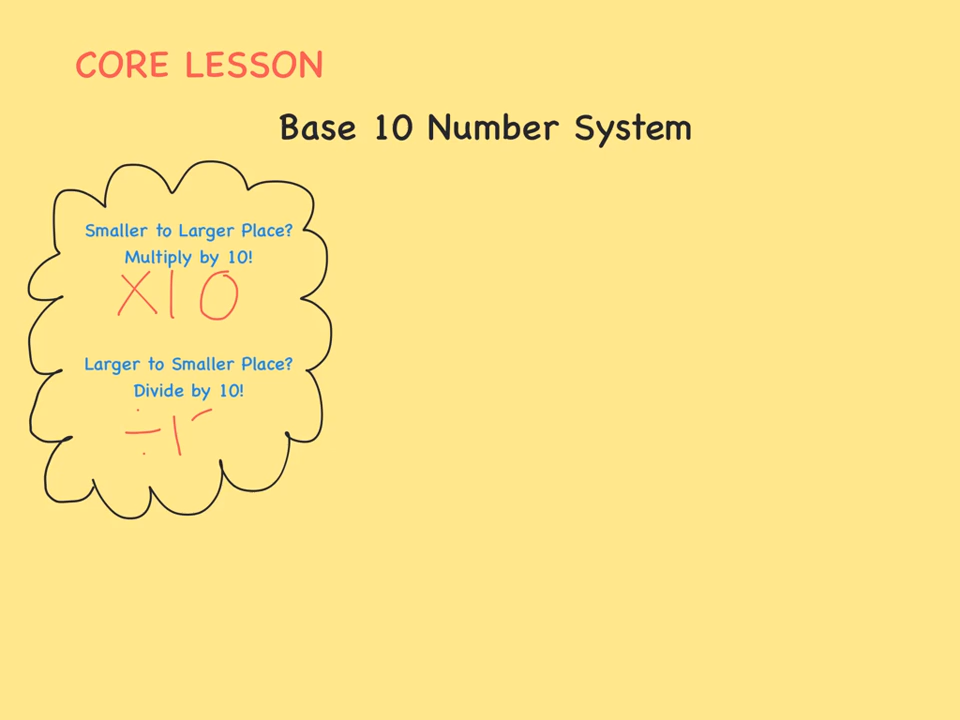 CORE LESSON
Base 10 Number System
Smaller to Larger Place?
Multiply by 10!
X10
Larger to Smaller Place?
Divide by 10!
÷1